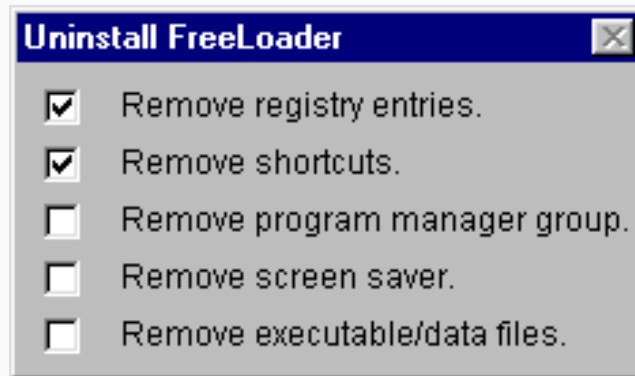 Uninstall FreeLoader
Remove registry entries.
Remove shortcuts.
Remove program manager group.
Remove screen saver.
Remove executable/data files.